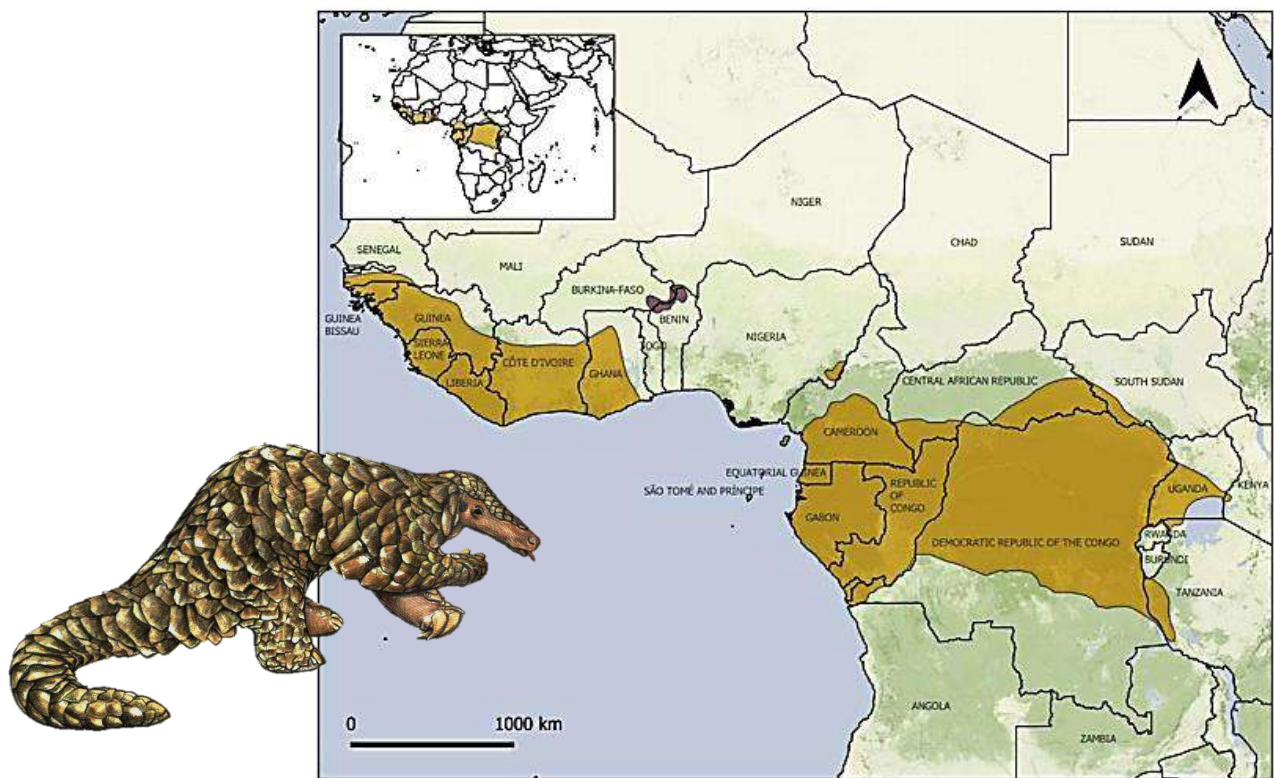 NIGER
CHAD
SUDAN
SENEGAL
MALI
BURKINA-FASO
BENIN
GUINEA
BISSAU
GUINEA
SIERRA
LEONE
LIBERIA
CÔTE D'IVOIRE
GHANA
TOGO
NIGERIA
CENTRAL AFRICAN REPUBLIC
SOUTH SUDAN
CAMEROON
EQUATORIAL GUINEA
SÃO TOMÉ AND PRÍNCIPE
GABON
REPUBLIC
OF
CONGO
DEMOCRATIC REPUBLIC OF THE CONGO
UGANDA
KENYA
RWANDA
BURUNDI
TANZANIA
ANGOLA
ZAMBIA
0 1000 km